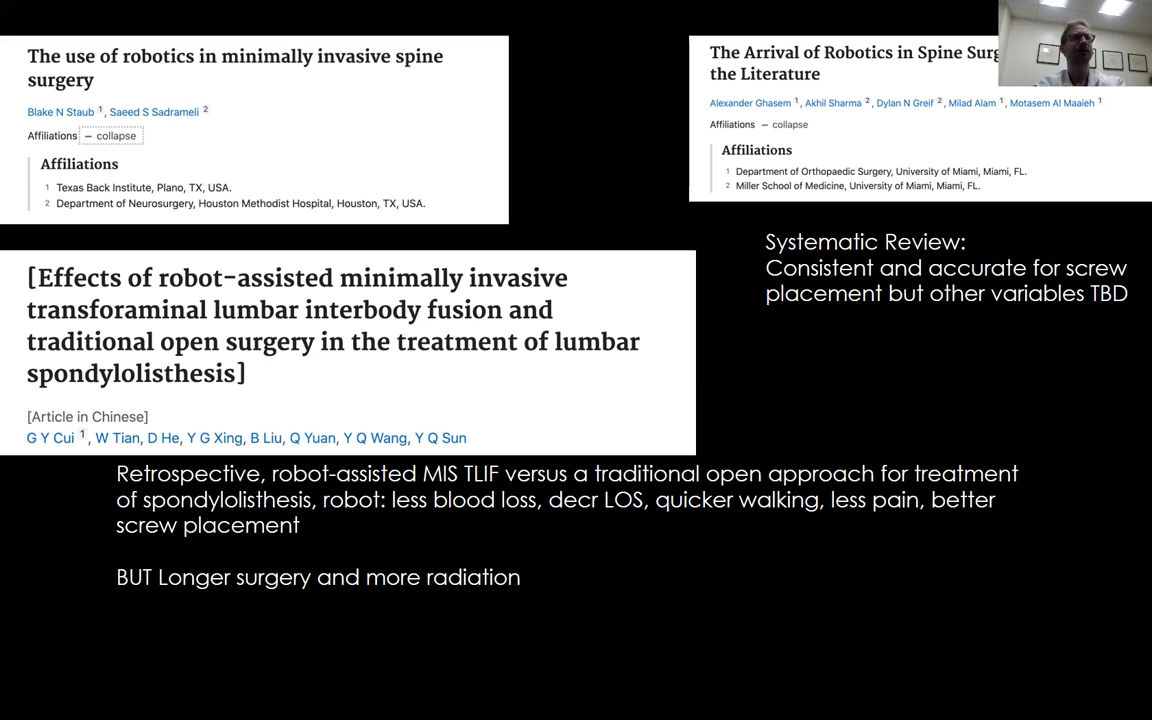 The use of robotics in minimally invasive spine
surgery
Blake N Staub 1, Saeed S Sadrameli 2
Affiliations — collapse
Affiliations
1 Texas Back Institute, Plano, TX, USA.
2 Department of Neurosurgery, Houston Methodist Hospital, Houston, TX, USA.
The Arrival of Robotics in Spine Surg
the Literature
Alexander Ghasem 1, Akhil Sharma 2, Dylan N Greif 2, Milad Alam 1, Motasem Al Maaieh 1
Affiliations — collapse
Affiliations
1 Department of Orthopaedic Surgery, University of Miami, Miami, FL.
2 Miller School of Medicine, University of Miami, Miami, FL.
Systematic Review:
Consistent and accurate for screw
placement but other variables TBD
[Effects of robot-assisted minimally invasive
transforaminal lumbar interbody fusion and
traditional open surgery in the treatment of lumbar
spondylolisthesis]
[Article in Chinese]
G Y Cui 1, W Tian, D He, Y G Xing, B Liu, Q Yuan, Y Q Wang, Y Q Sun
Retrospective, robot-assisted MIS TLIF versus a traditional open approach for treatment
of spondylolisthesis, robot: less blood loss, decr LOS, quicker walking, less pain, better
screw placement
BUT Longer surgery and more radiation